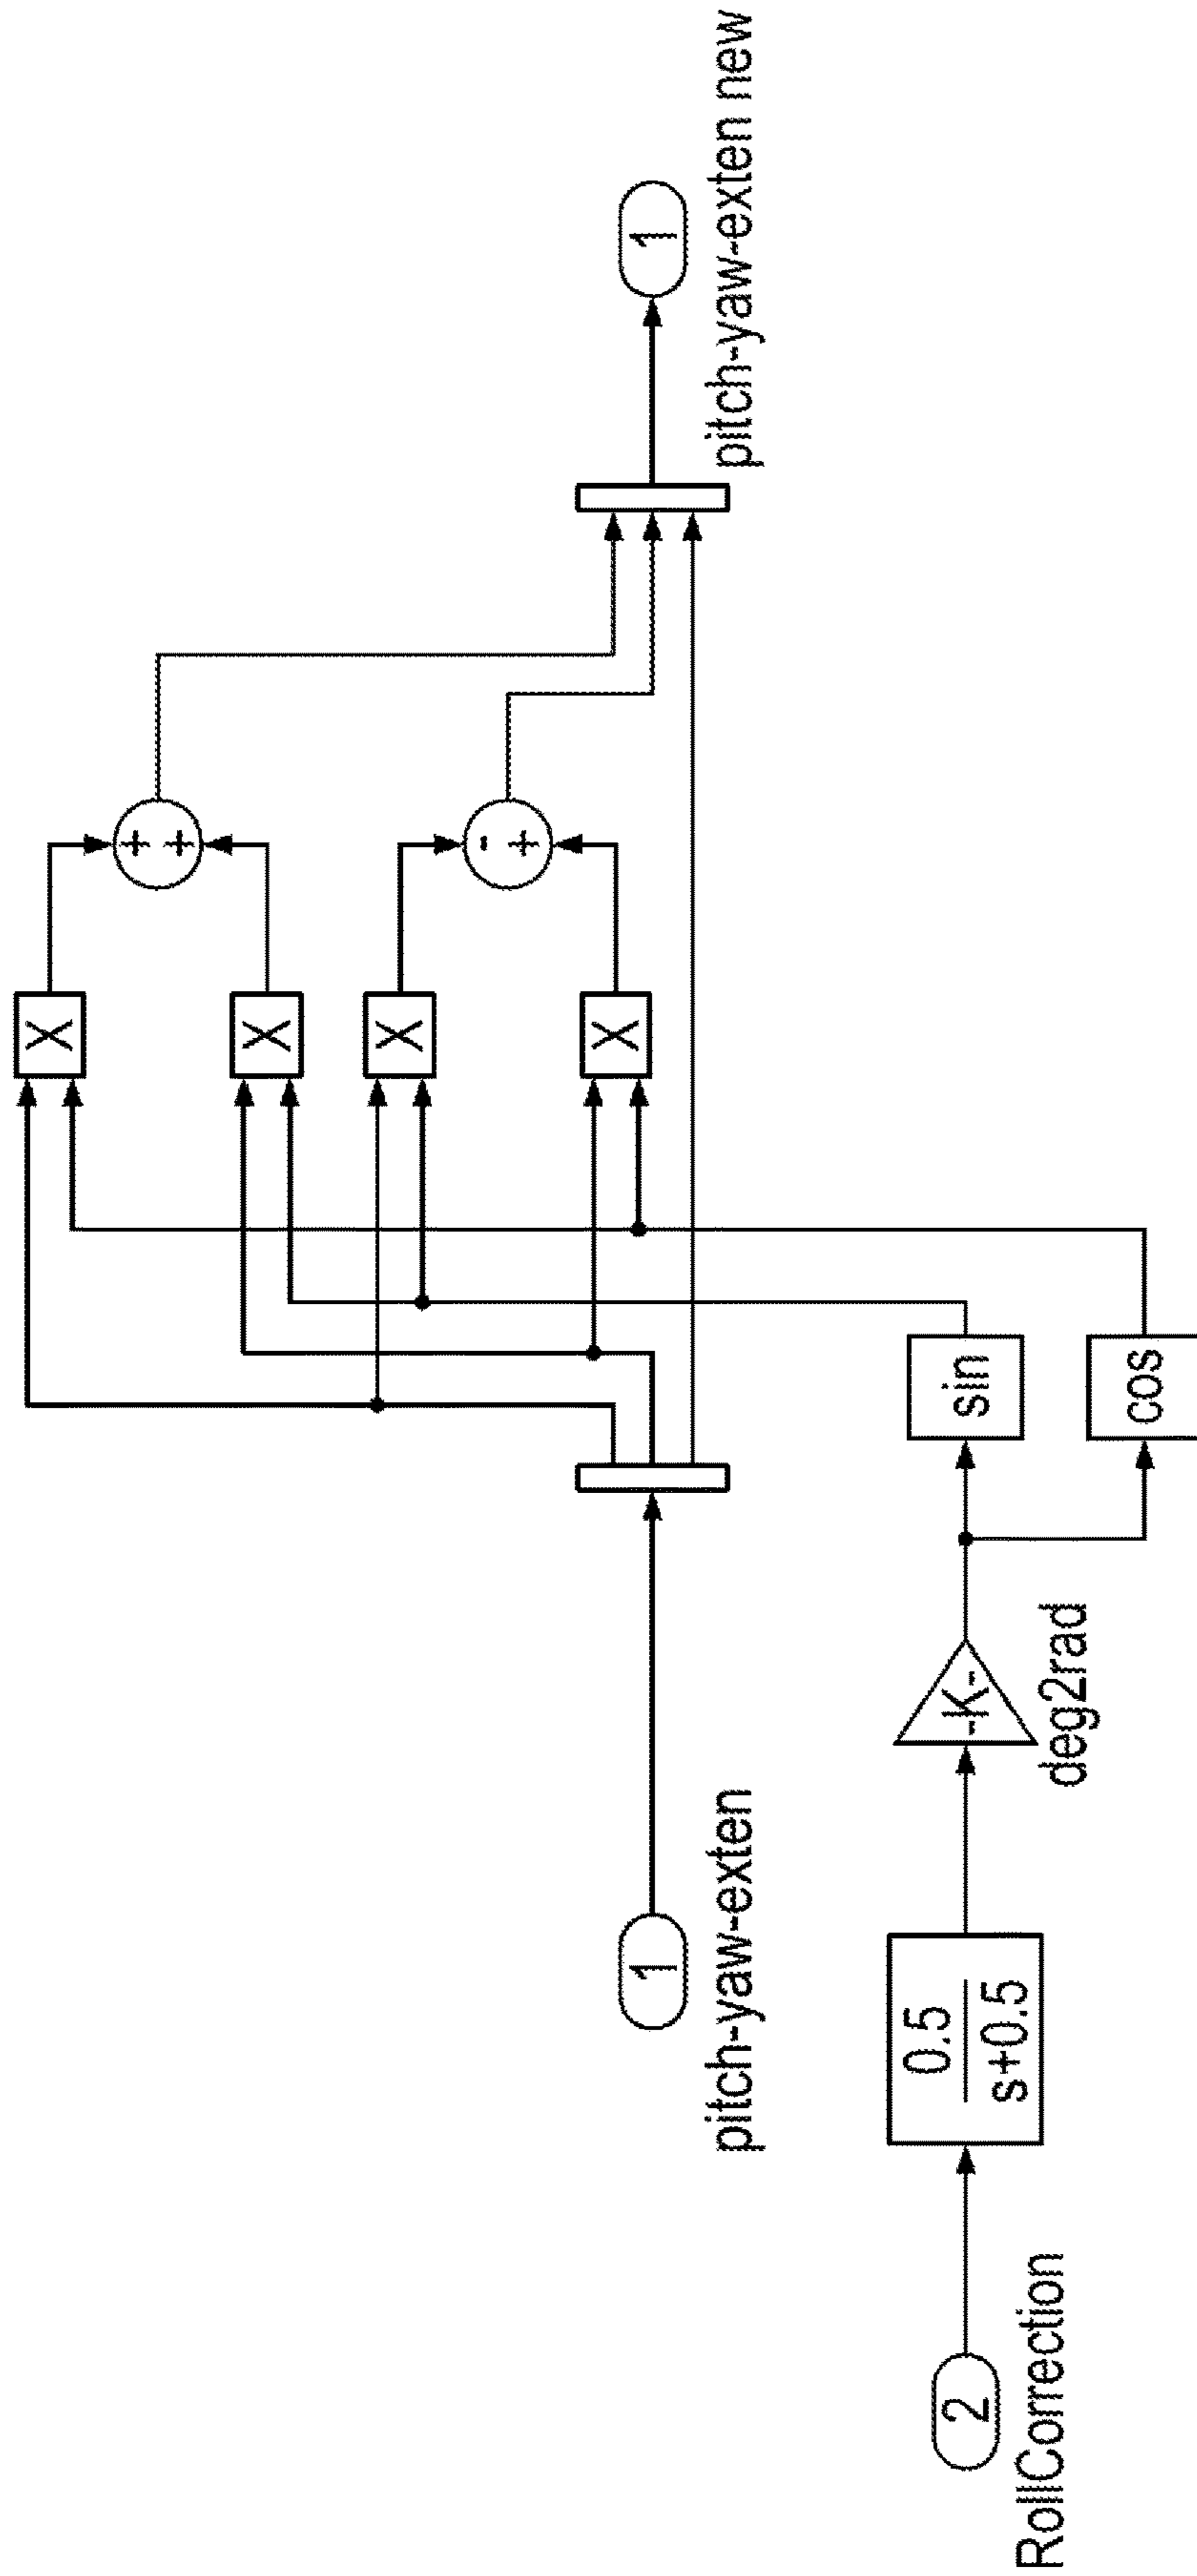 X
X
X
X
+
+
-
+
1
pitch-yaw-exten
1
pitch-yaw-exten new
2
RollCorrection
0.5
s+0.5
-K-
deg2rad
sin
cos